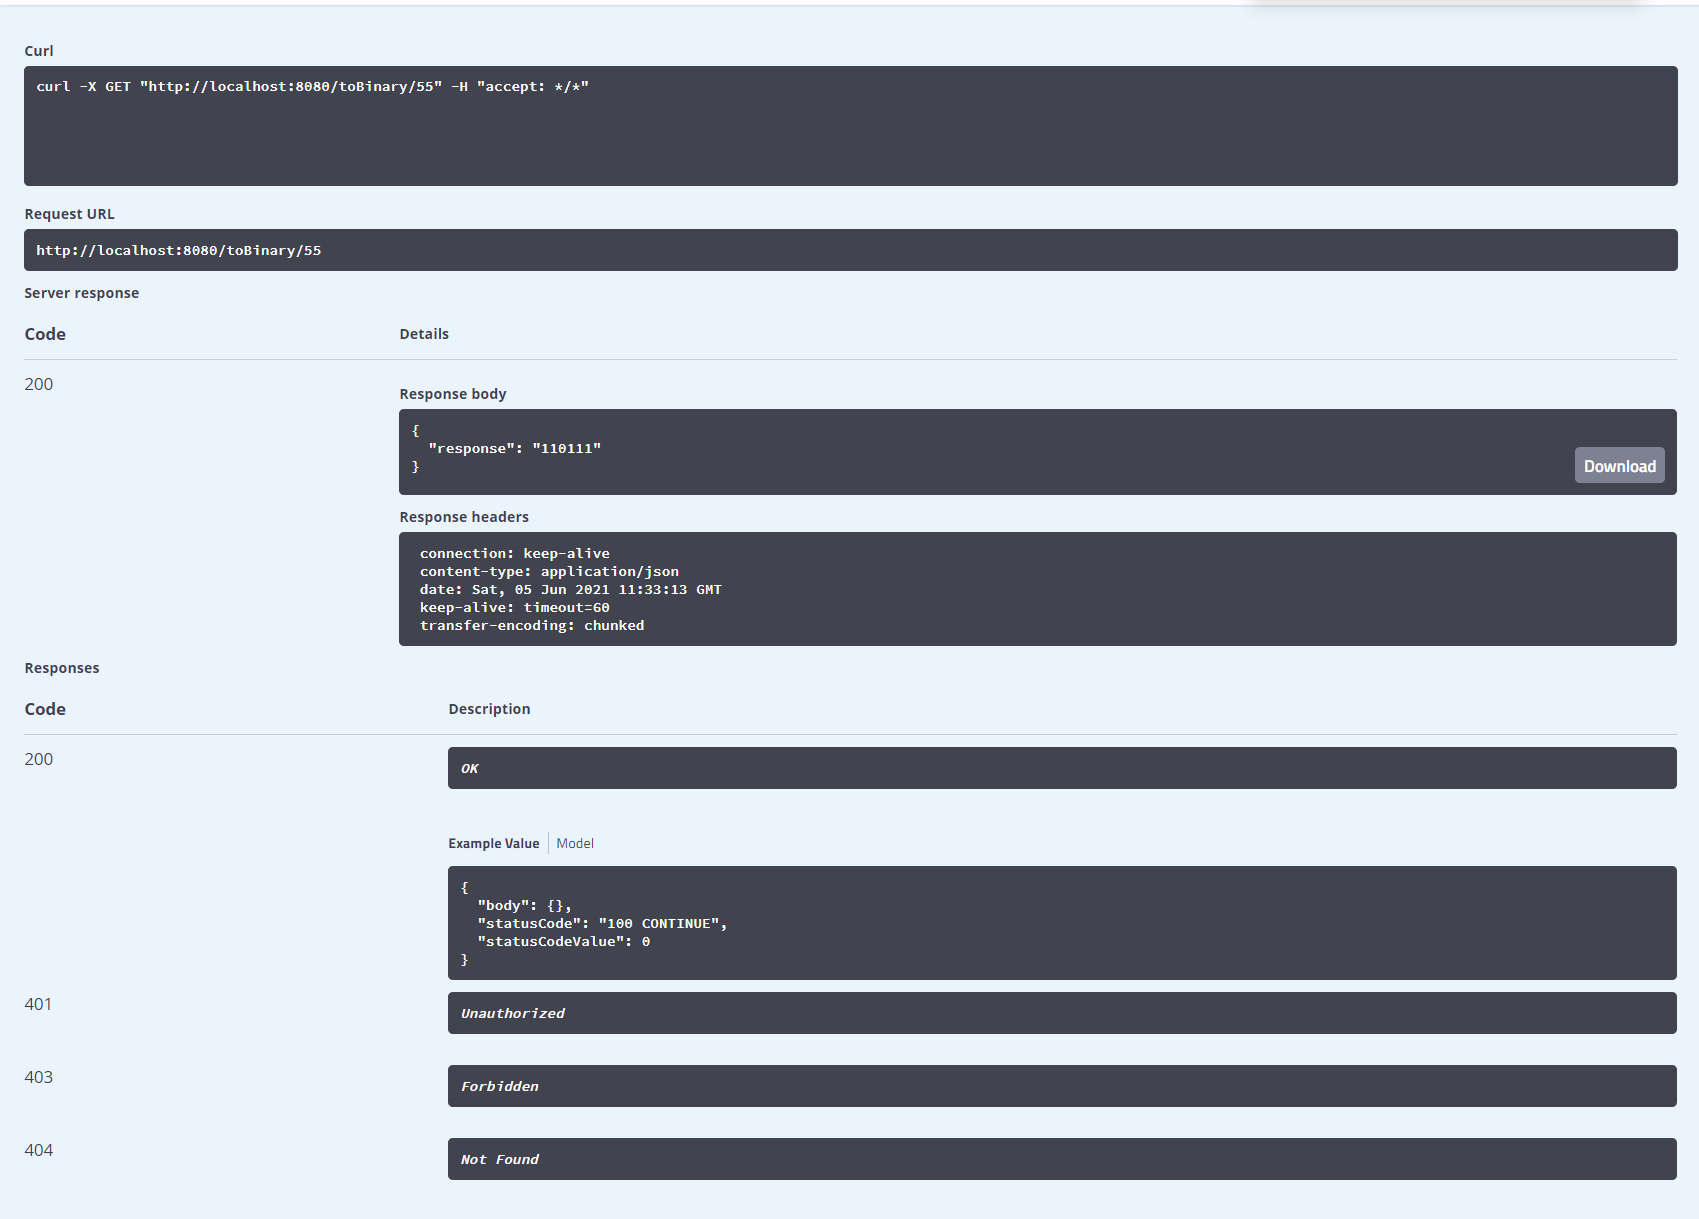 Curl
curl -X GET "http://localhost:8080/toBinary/55" -H "accept: */*"
Request URL
http://localhost:8080/toBinary/55
Server response
Code Details
200
Response body
{
"response": "110111"
}
Download
Response headers
connection: keep-alive
content-type: application/json
date: Sat, 05 Jun 2021 11:33:13 GMT
keep-alive: timeout=60
transfer-encoding: chunked
Responses
Code Description
200
OK
Example Value Model
{
"body": {},
"statusCode": "100 CONTINUE",
"statusCodeValue": 0
}
401
Unauthorized
403
Forbidden
404
Not Found